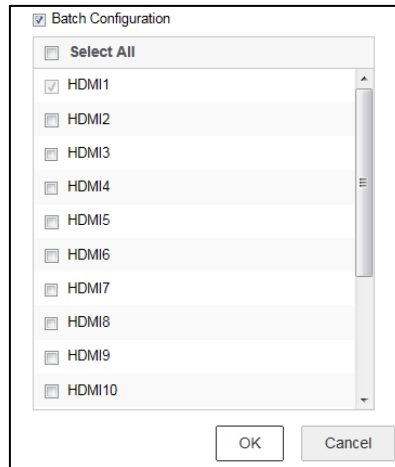 Batch Configuration
Select All
HDMI1
HDMI2
HDMI3
HDMI4
HDMI5
HDMI6
HDMI7
HDMI8
HDMI9
HDMI10
OK Cancel